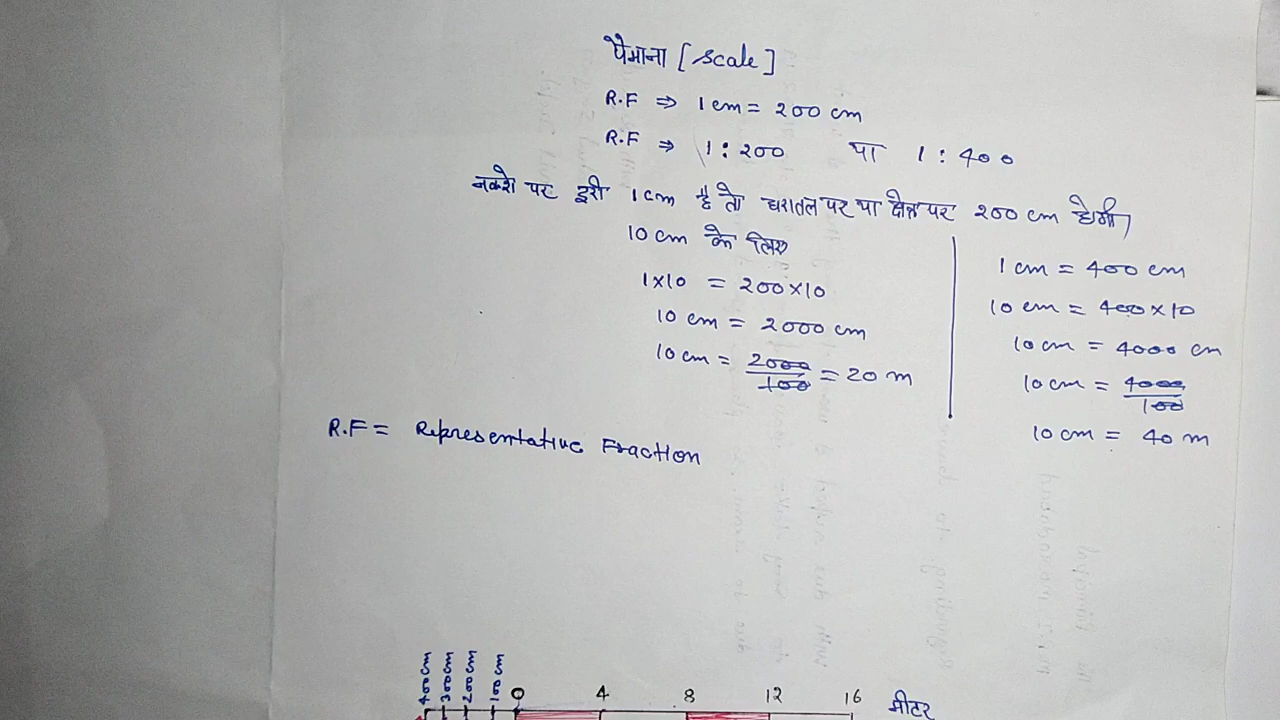 पैमाना [scale]
R.F ⇒ 1 cm = 200 cm
R.F ⇒ 1 : 200 या 1 : 400
नक्शे पर दूरी 1 cm है तो धरातल पर या क्षेत्र पर 200 cm होगी।
10 cm के लिए
1×10 = 200×10
10 cm = 2000 cm
10 cm = 2000/100 = 20 m
1 cm = 400 cm
10 cm = 400×10
10 cm = 4000 cm
10 cm = 4000/100
10 cm = 40 m
R.F = Representative Fraction
400cm 300cm 200cm 100cm 0 4 8 12 16 मीटर